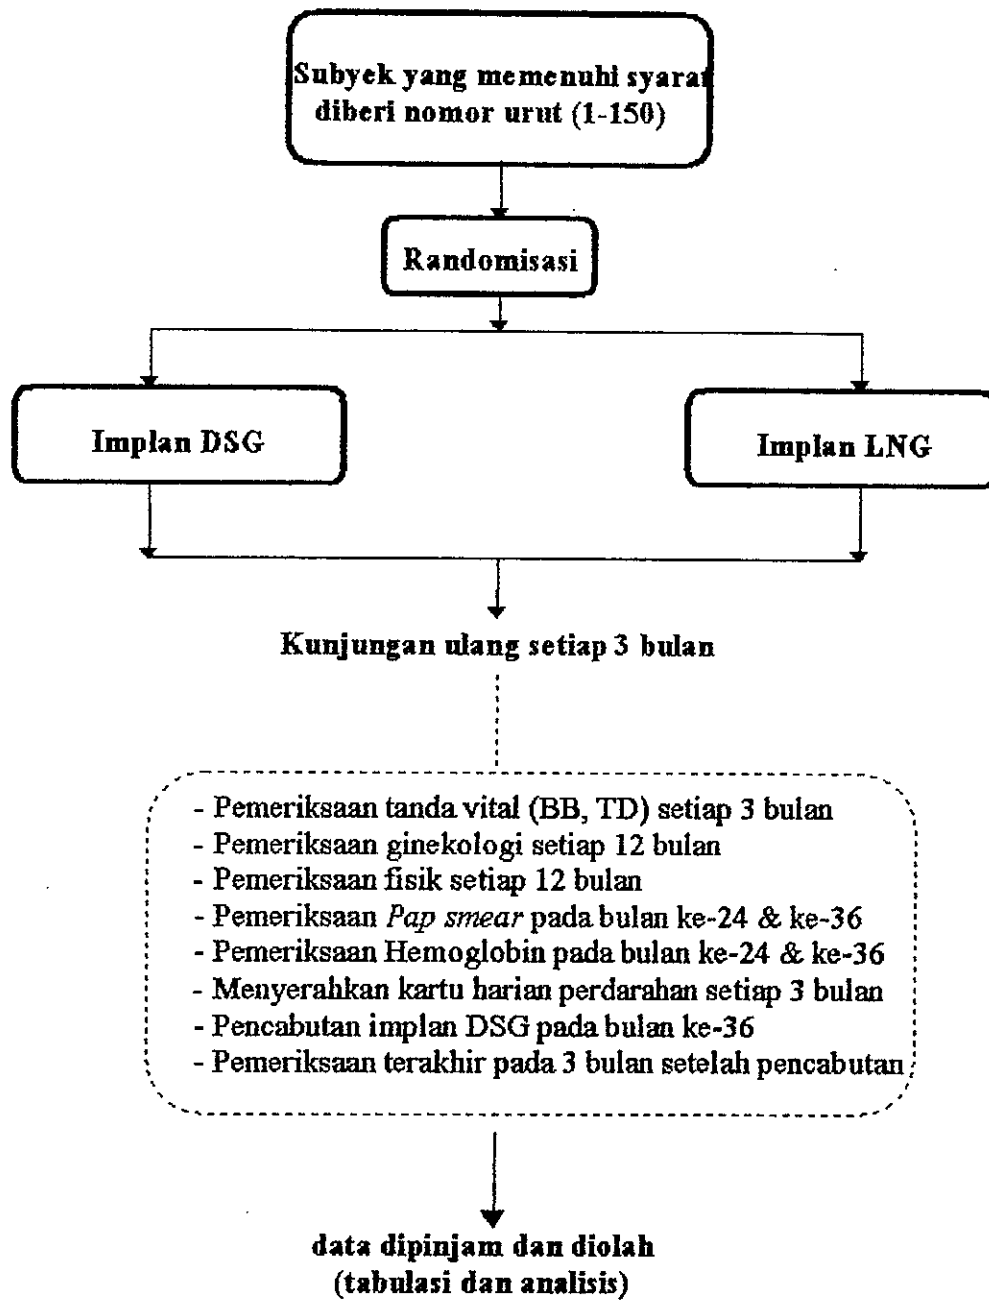 Subyek yang memenuhi syarat
diberi nomor urut (1-150)
Randomisasi
Implan DSG
Implan LNG
Kunjungan ulang setiap 3 bulan
- Pemeriksaan tanda vital (BB, TD) setiap 3 bulan
- Pemeriksaan ginekologi setiap 12 bulan
- Pemeriksaan fisik setiap 12 bulan
- Pemeriksaan Pap smear pada bulan ke-24 & ke-36
- Pemeriksaan Hemoglobin pada bulan ke-24 & ke-36
- Menyerahkan kartu harian perdarahan setiap 3 bulan
- Pencabutan implan DSG pada bulan ke-36
- Pemeriksaan terakhir pada 3 bulan setelah pencabutan
data dipinjam dan diolah
(tabulasi dan analisis)